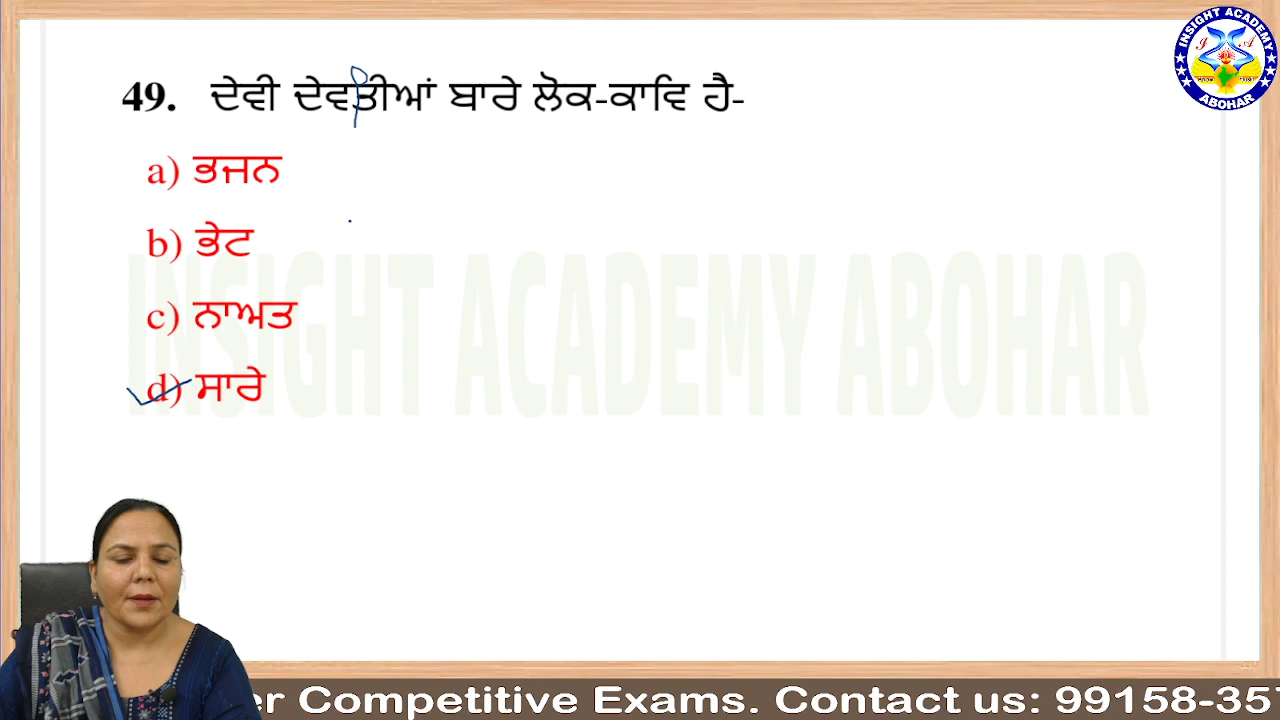 INSIGHT ACADEMY
ABOHAR
49. ਦੇਵੀ ਦੇਵਤੀਆਂ ਬਾਰੇ ਲੋਕ-ਕਾਵਿ ਹੈ-
a) ਭਜਨ
b) ਭੇਟ
c) ਨਾਅਤ
d) ਸਾਰੇ
INSIGHT ACADEMY ABOHAR
er Competitive Exams. Contact us: 99158-35